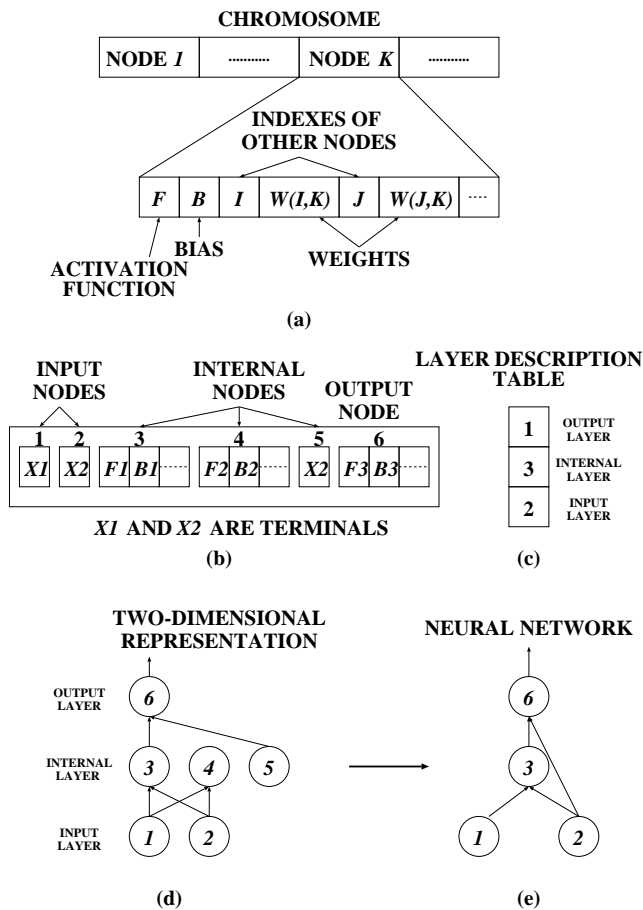 CHROMOSOME
NODE 1 ........... NODE K ...........
INDEXES OF
OTHER NODES
F B I W(I,K) J W(J,K) ....
BIAS
WEIGHTS
ACTIVATION
FUNCTION
(a)
INPUT
NODES
INTERNAL
NODES
OUTPUT
NODE
1 2 3 4 5 6
X1 X2 F1 B1 ...... F2 B2 ...... X2 F3 B3 ......
X1 AND X2 ARE TERMINALS
(b)
LAYER DESCRIPTION
TABLE
1 OUTPUT
LAYER
3 INTERNAL
LAYER
2 INPUT
LAYER
(c)
TWO-DIMENSIONAL
REPRESENTATION
OUTPUT
LAYER
6
INTERNAL
LAYER
3 4 5
INPUT
LAYER
1 2
(d)
NEURAL NETWORK
6
3
1 2
(e)